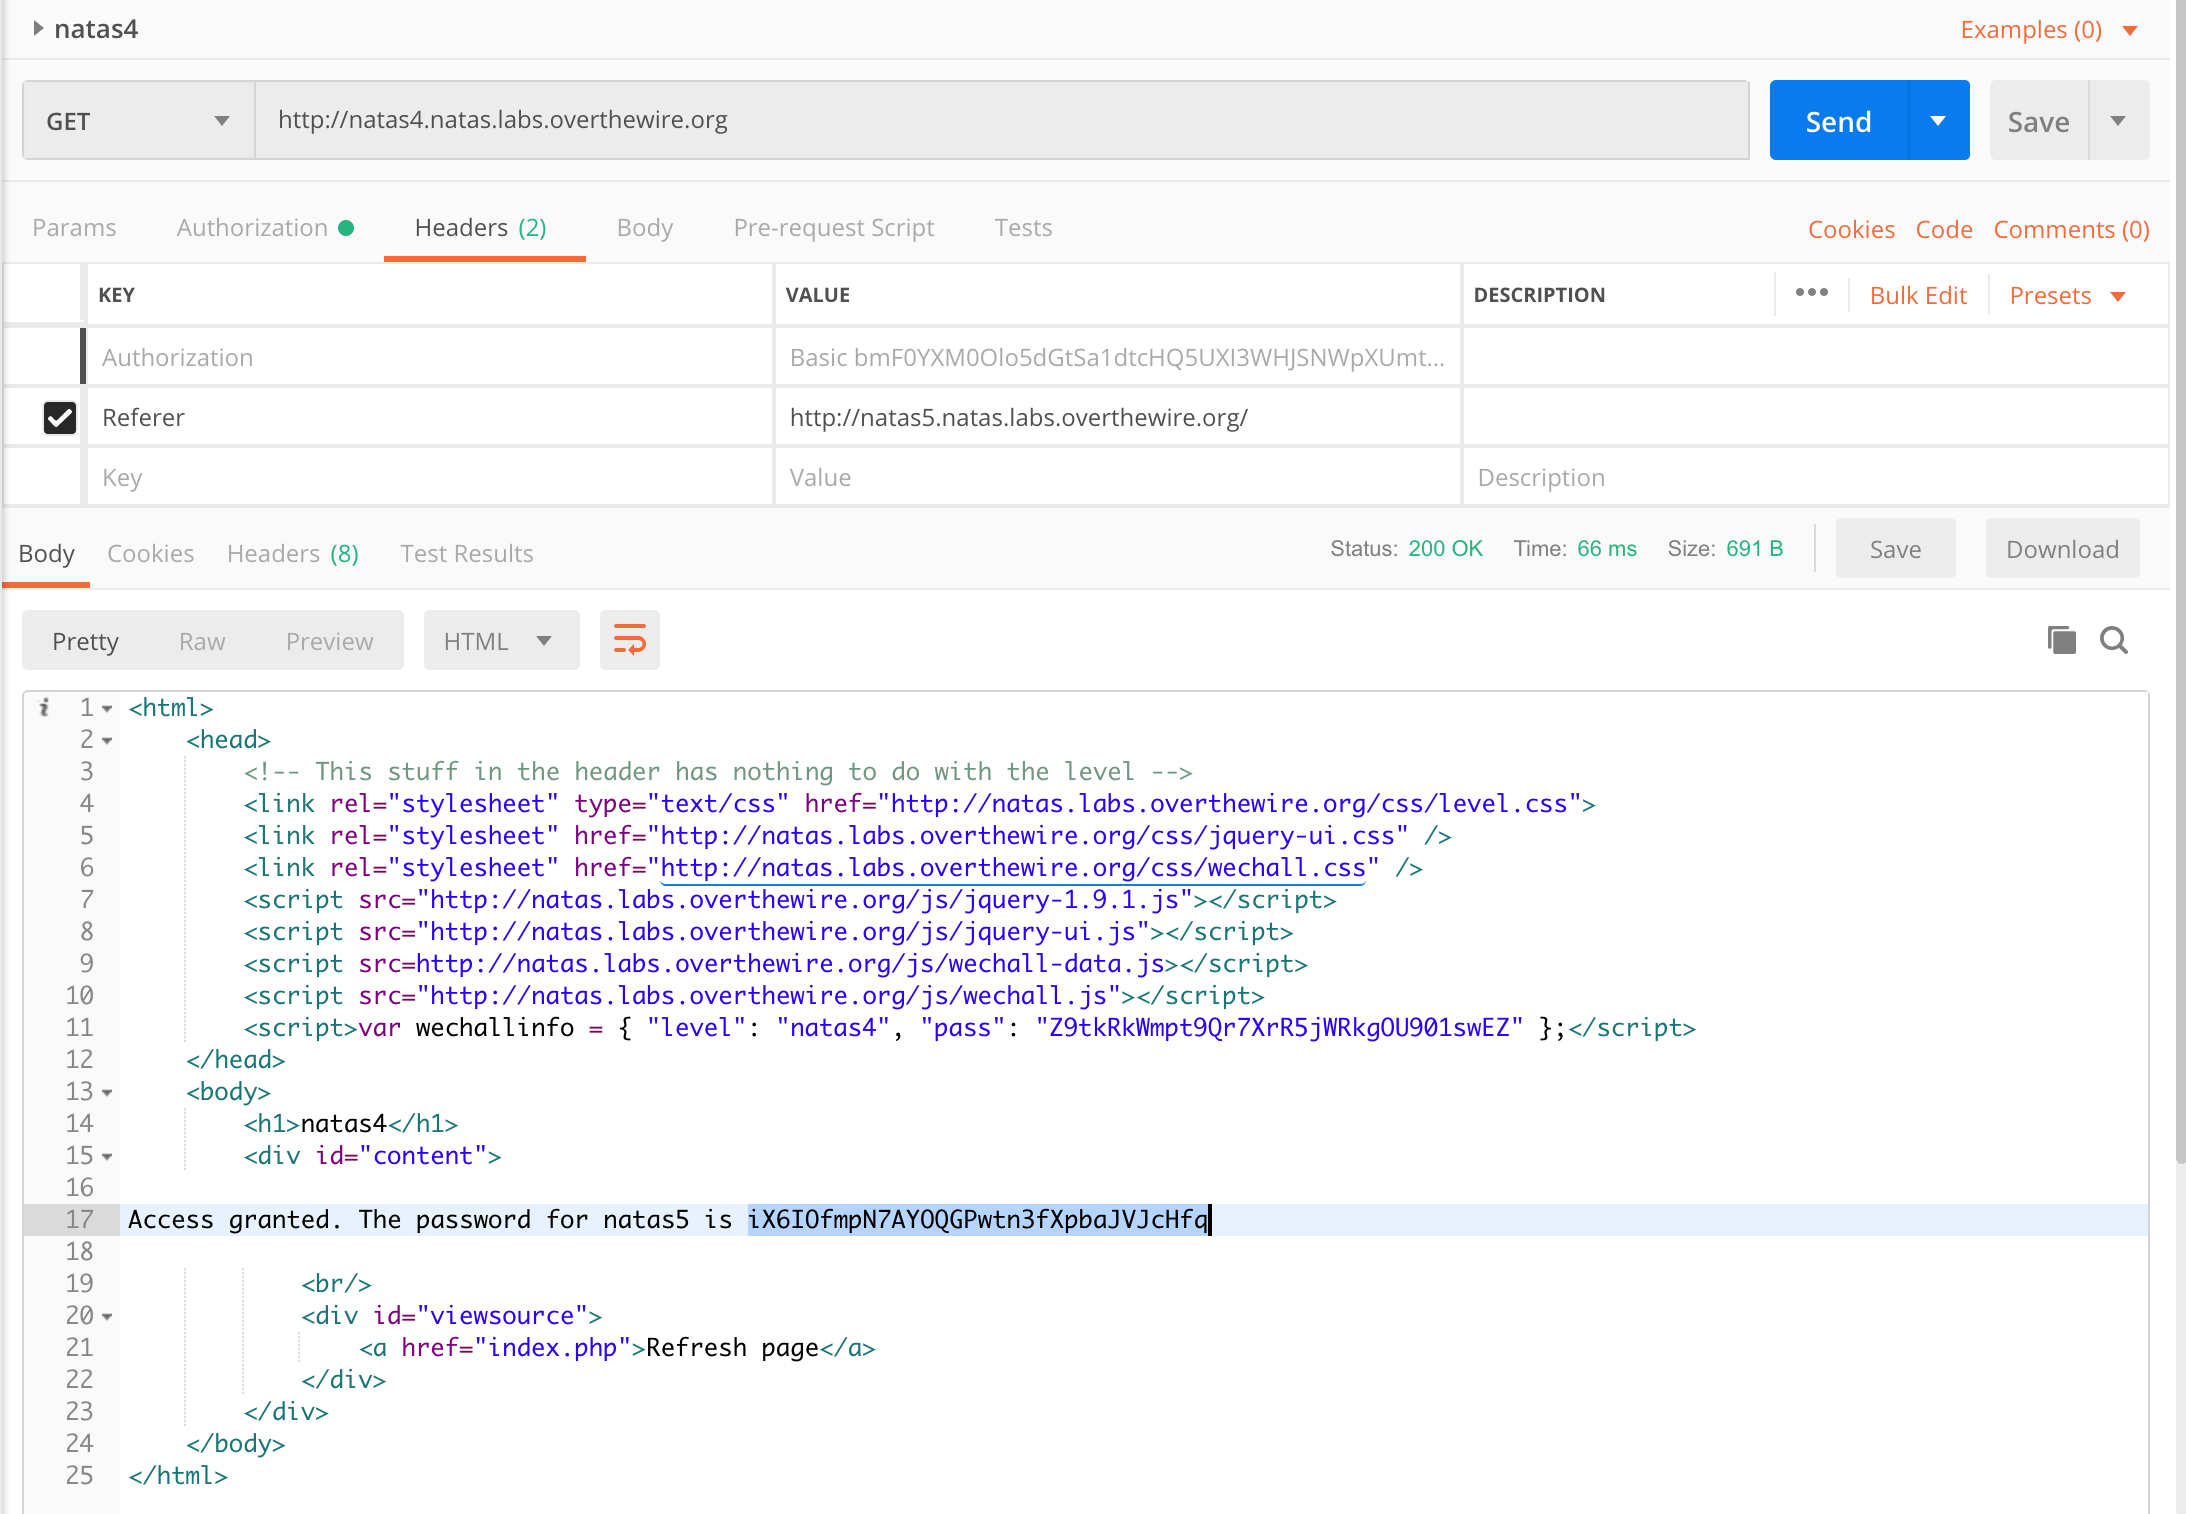 natas4
Examples (0)
GET
http://natas4.natas.labs.overthewire.org
Send
Save
Params
Authorization
Headers (2)
Body
Pre-request Script
Tests
Cookies
Code
Comments (0)
KEY
VALUE
DESCRIPTION
Bulk Edit
Presets
Authorization
Basic bmF0YXM0Olo5dGtSa1dtcHQ5UXI3WHJSNWpXUmt...
Referer
http://natas5.natas.labs.overthewire.org/
Key
Value
Description
Body
Cookies
Headers (8)
Test Results
Status: 200 OK
Time: 66 ms
Size: 691 B
Save
Download
Pretty
Raw
Preview
HTML
i 1 <html>
2 <head>
3 <!-- This stuff in the header has nothing to do with the level -->
4 <link rel="stylesheet" type="text/css" href="http://natas.labs.overthewire.org/css/level.css">
5 <link rel="stylesheet" href="http://natas.labs.overthewire.org/css/jquery-ui.css" />
6 <link rel="stylesheet" href="http://natas.labs.overthewire.org/css/wechall.css" />
7 <script src="http://natas.labs.overthewire.org/js/jquery-1.9.1.js"></script>
8 <script src="http://natas.labs.overthewire.org/js/jquery-ui.js"></script>
9 <script src=http://natas.labs.overthewire.org/js/wechall-data.js></script>
10 <script src="http://natas.labs.overthewire.org/js/wechall.js"></script>
11 <script>var wechallinfo = { "level": "natas4", "pass": "Z9tkRkWmpt9Qr7XrR5jWRkgOU901swEZ" };</script>
12 </head>
13 <body>
14 <h1>natas4</h1>
15 <div id="content">
16
17 Access granted. The password for natas5 is iX6IOfmpN7AYOQGPwtn3fXpbaJVJcHfq
18
19 <br/>
20 <div id="viewsource">
21 <a href="index.php">Refresh page</a>
22 </div>
23 </div>
24 </body>
25 </html>